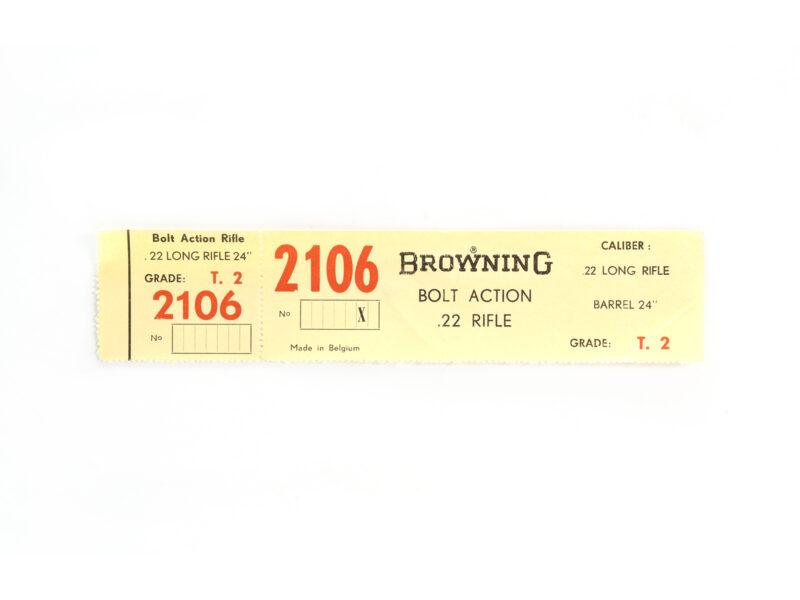 Bolt Action Rifle
.22 LONG RIFLE 24"
GRADE: T. 2
2106
No
2106
No X
Made in Belgium
BROWNING®
BOLT ACTION
.22 RIFLE
CALIBER :
.22 LONG RIFLE
BARREL 24"
GRADE: T. 2